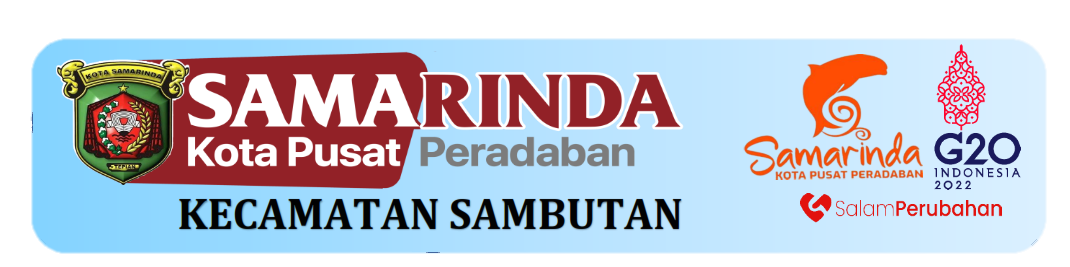 KOTA SAMARINDA
TEPIAN
SAMARINDA
Kota Pusat Peradaban
KECAMATAN SAMBUTAN
Samarinda
KOTA PUSAT PERADABAN
G20
INDONESIA
2022
SalamPerubahan